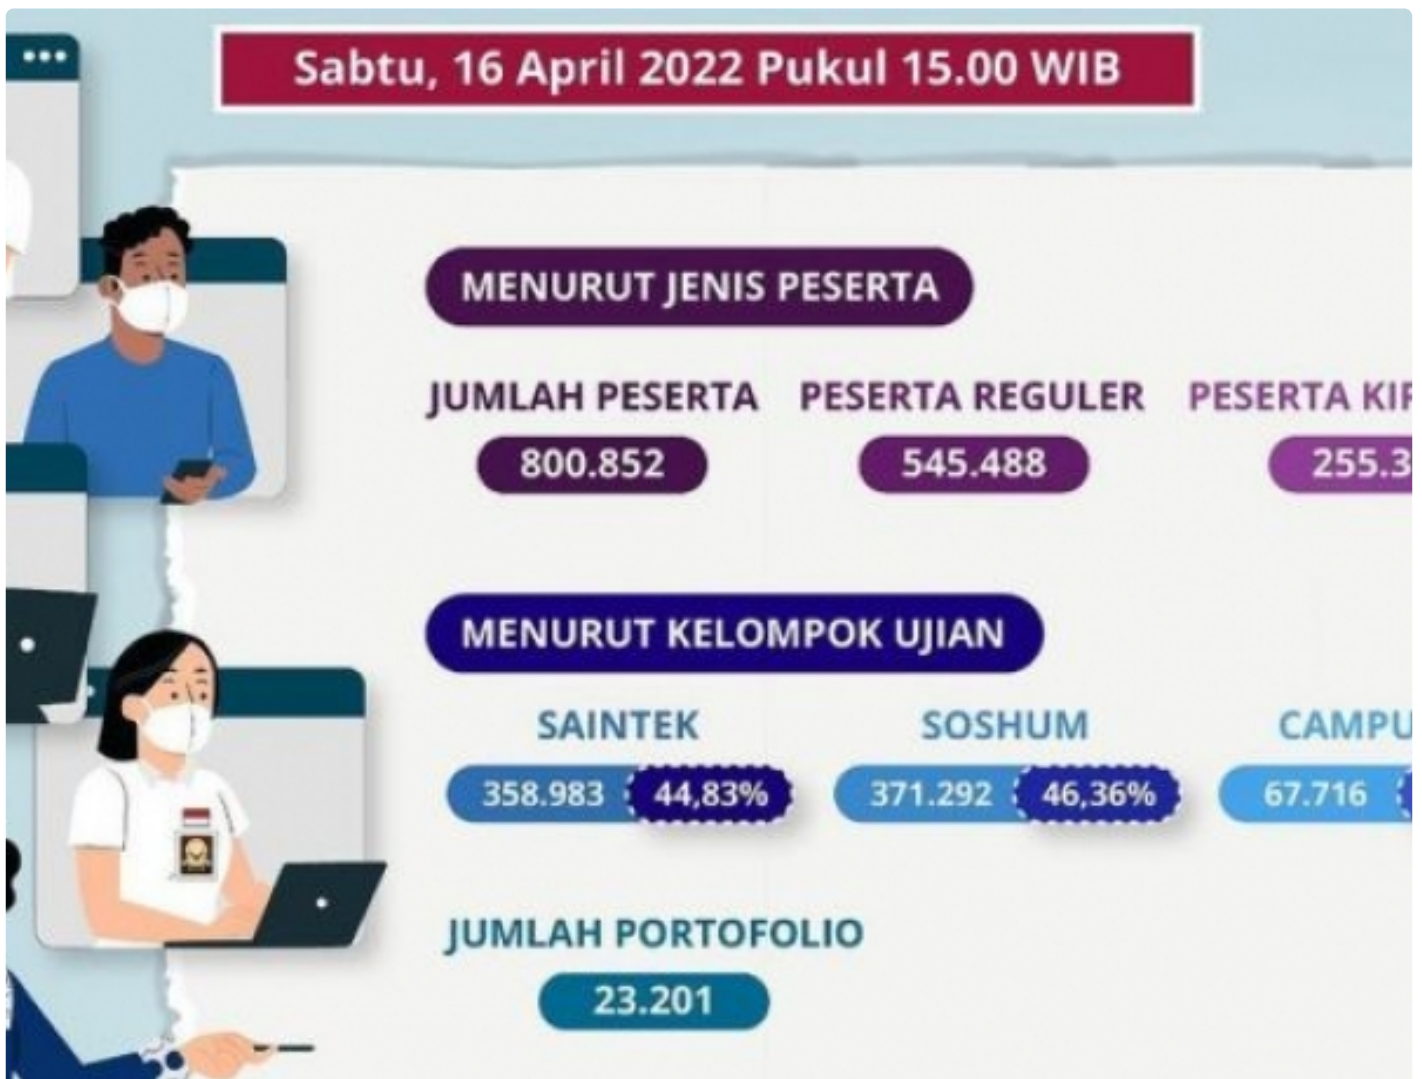 Sabtu, 16 April 2022 Pukul 15.00 WIB
MENURUT JENIS PESERTA
JUMLAH PESERTA PESERTA REGULER PESERTA
800.852 545.488
MENURUT KELOMPOK UJIAN
SAINTEK SOSHUM
358.983 44,83% 371.292 46,36% 67.716
JUMLAH PORTOFOLIO
23.201